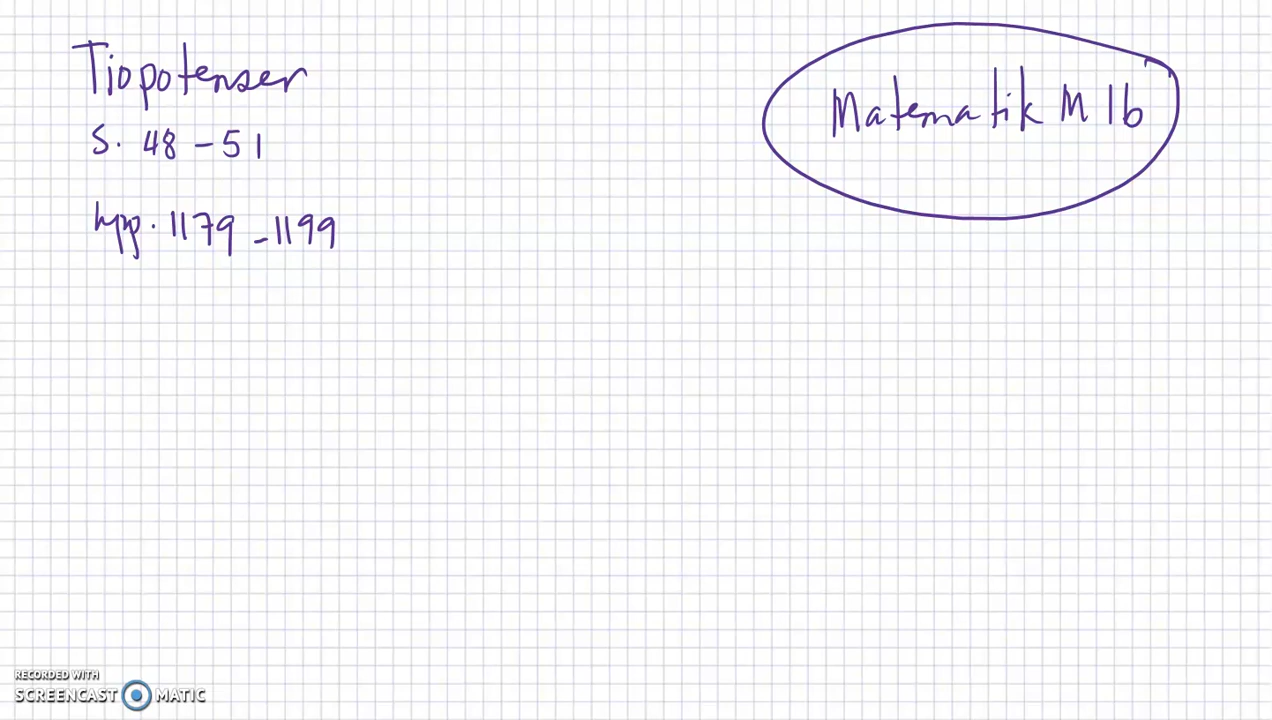 Tiopotenser
s. 48-51
upp. 1179-1199
Matematik M 1b
RECORDED WITH
SCREENCAST MATIC